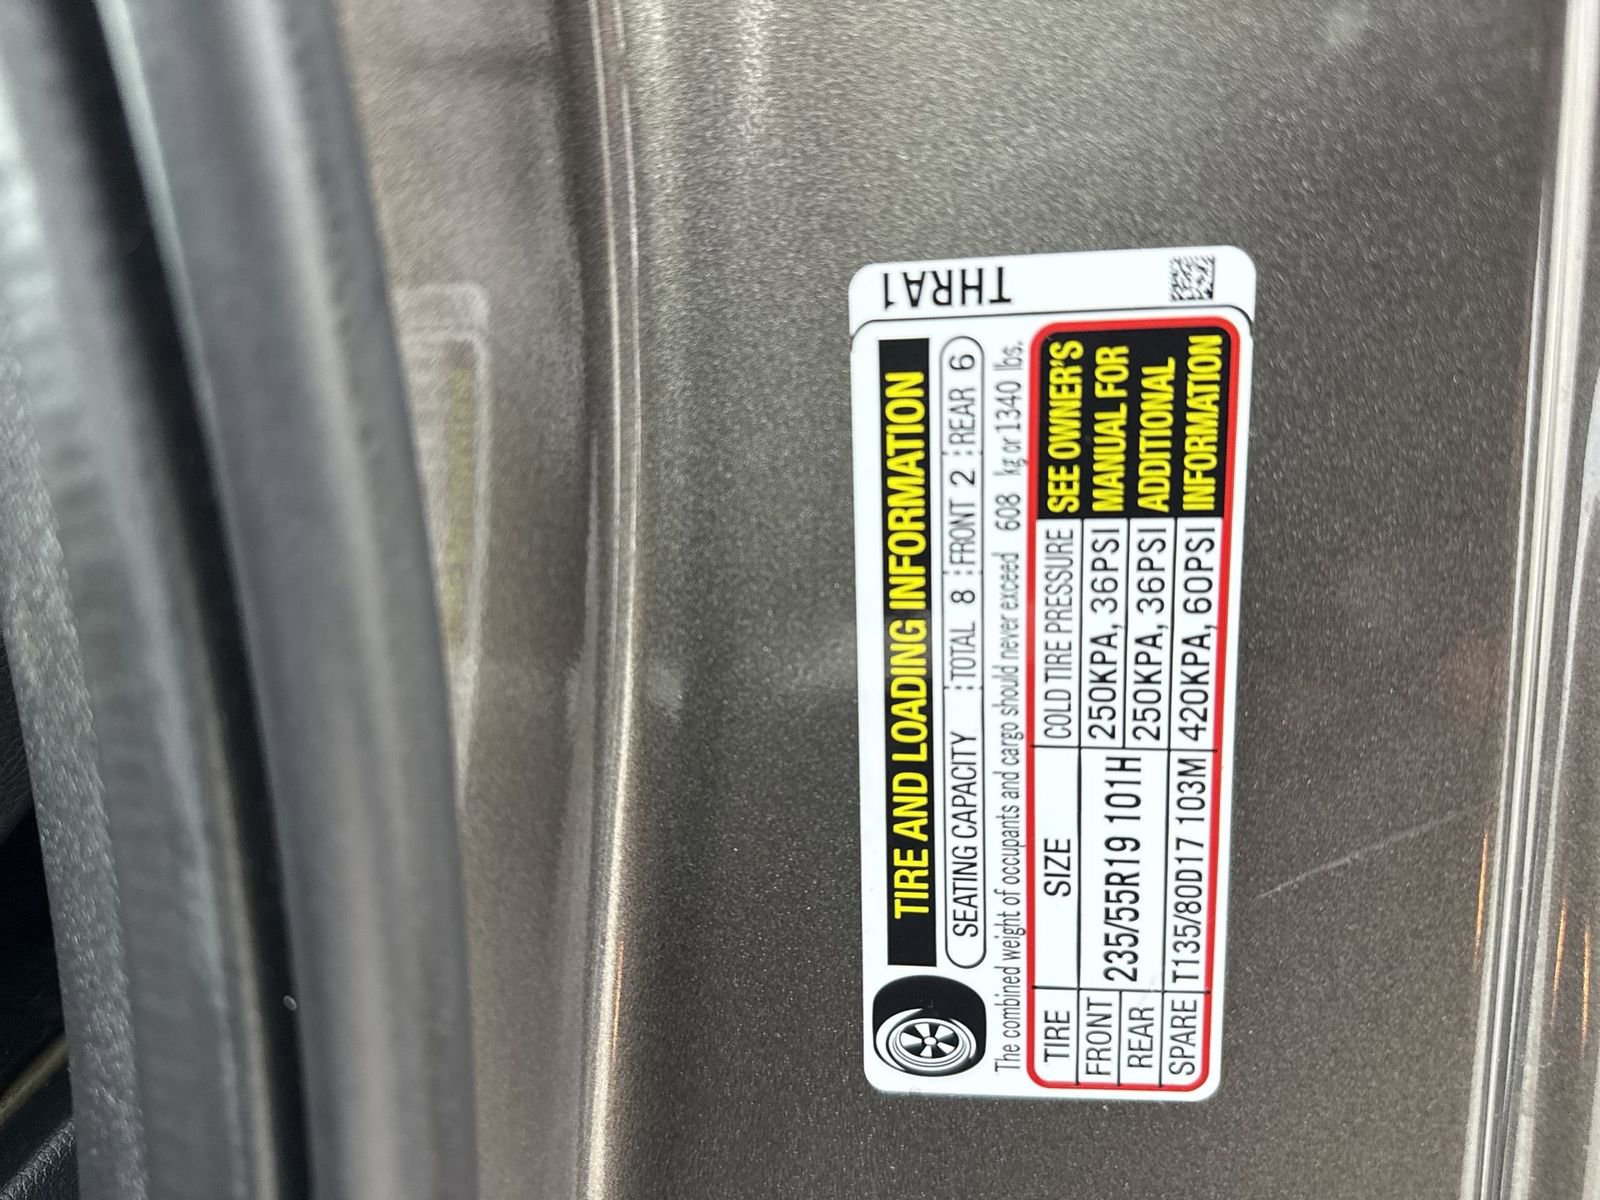 THRA1
TIRE AND LOADING INFORMATION
SEATING CAPACITY TOTAL 8 FRONT 2 REAR 6
The combined weight of occupants and cargo should never exceed 608 kg or 1340 lbs.
TIRE SIZE COLD TIRE PRESSURE
FRONT 235/55R19 101H 250KPA, 36PSI
REAR 250KPA, 36PSI
SPARE T135/80D17 103M 420KPA, 60PSI
SEE OWNER'S
MANUAL FOR
ADDITIONAL
INFORMATION